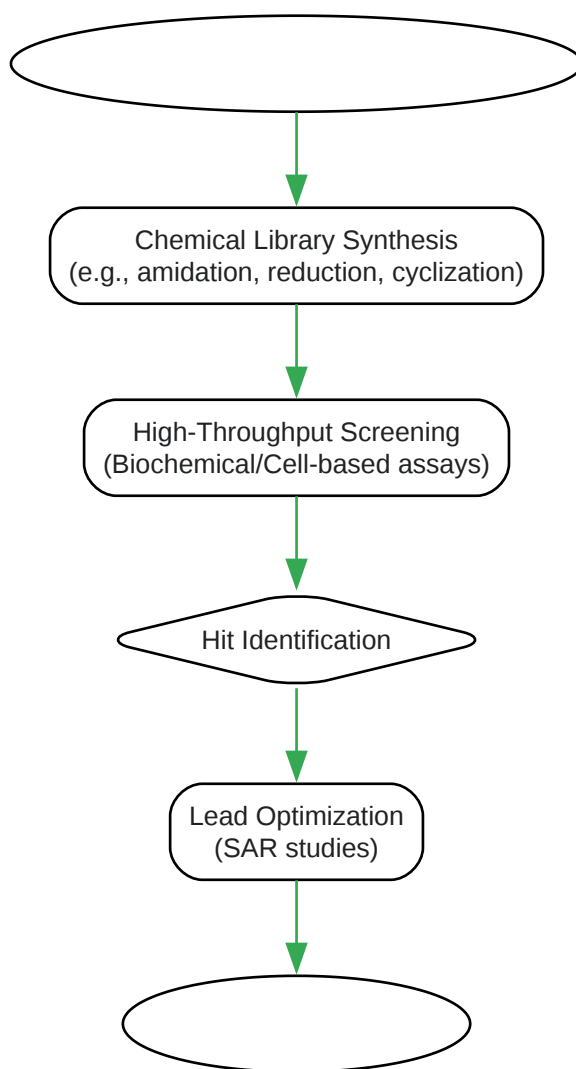 Chemical Library Synthesis
(e.g., amidation, reduction, cyclization)
High-Throughput Screening
(Biochemical/Cell-based assays)
Hit Identification
Lead Optimization
(SAR studies)